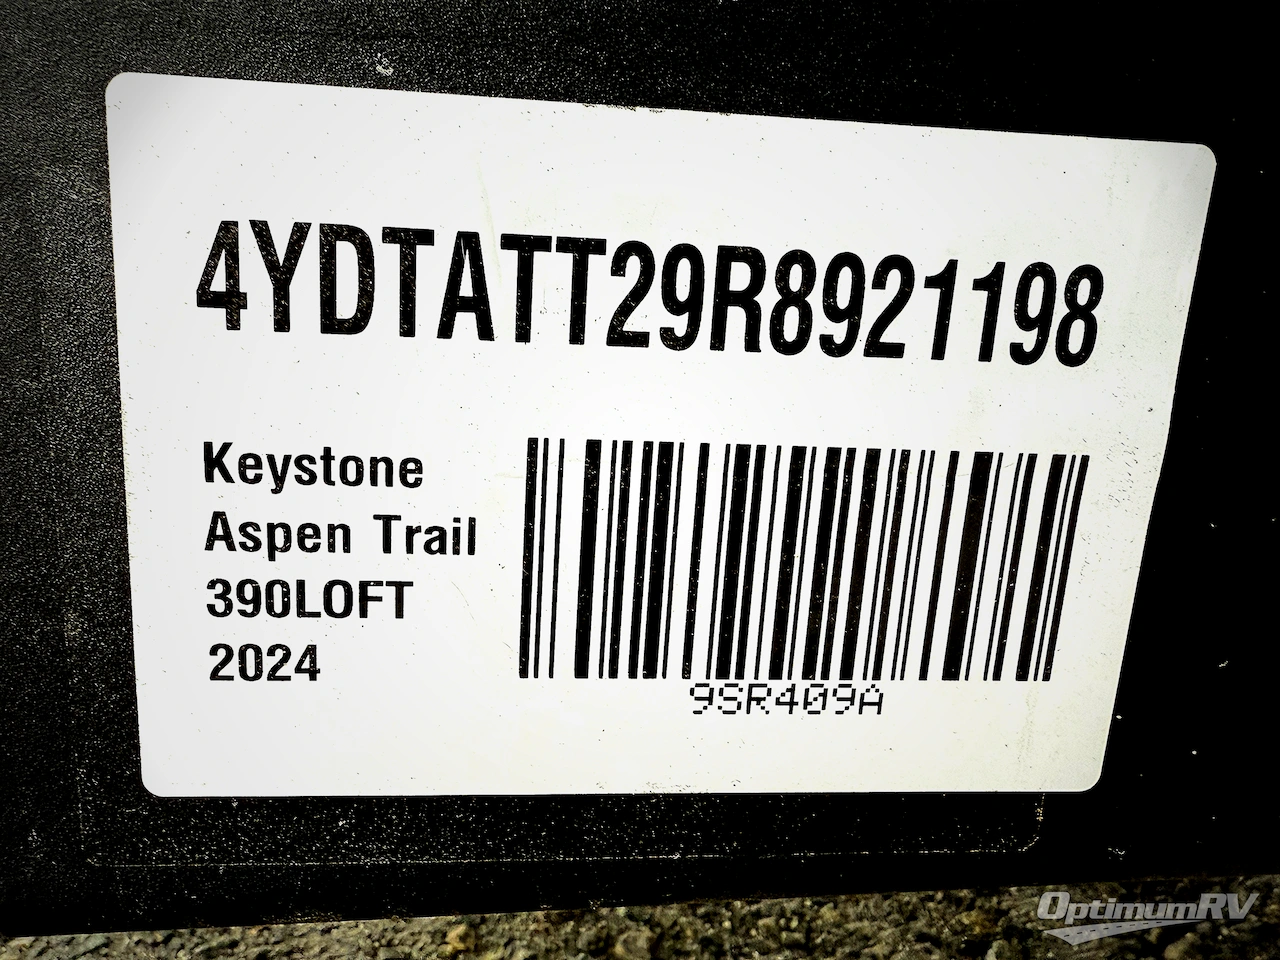 4YDTATT29R8921198
Keystone
Aspen Trail
390LOFT
2024
9SR409A
OptimumRV